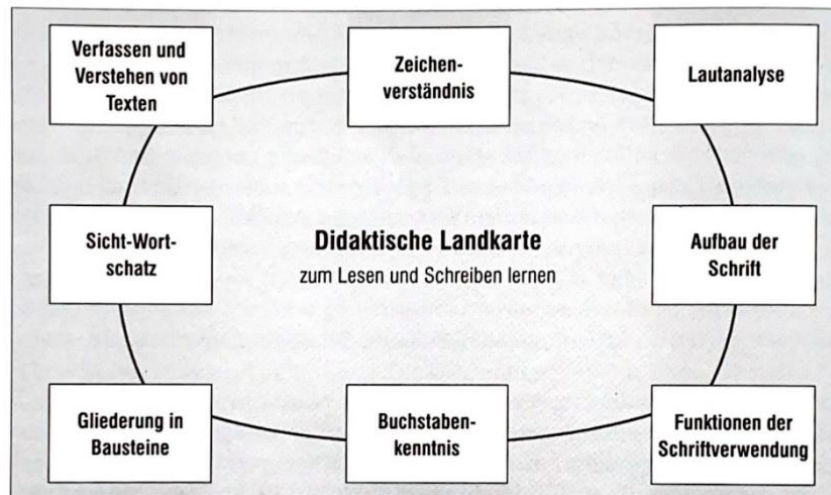 Verfassen und
Verstehen von
Texten
Zeichen-
verständnis
Lautanalyse
Sicht-Wort-
schatz
Didaktische Landkarte
zum Lesen und Schreiben lernen
Aufbau der
Schrift
Gliederung in
Bausteine
Buchstaben-
kenntnis
Funktionen der
Schriftverwendung